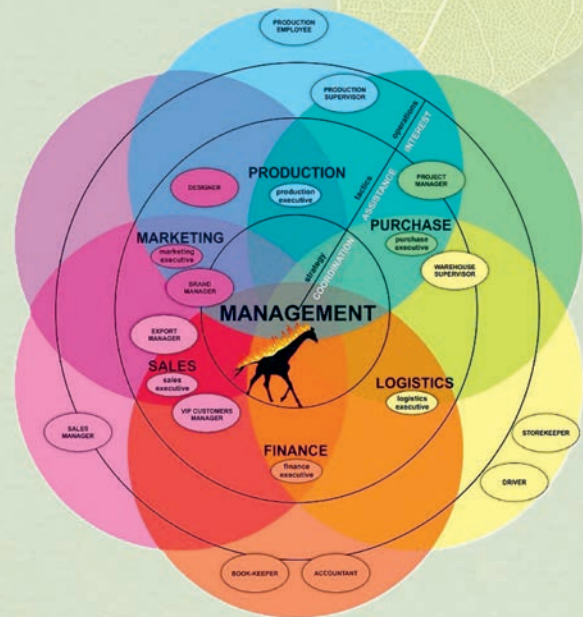 PRODUCTION
EMPLOYEE
PRODUCTION
SUPERVISOR
operations
INTEREST
PRODUCTION
production
executive
DESIGNER
tactics
ASSISTANCE
PROJECT
MANAGER
MARKETING
marketing
executive
PURCHASE
purchase
executive
BRAND
MANAGER
strategy
COORDINATION
WAREHOUSE
SUPERVISOR
MANAGEMENT
EXPORT
MANAGER
SALES
sales
executive
VIP CUSTOMERS
MANAGER
LOGISTICS
logistics
executive
SALES
MANAGER
STOREKEEPER
FINANCE
finance
executive
DRIVER
BOOK-KEEPER
ACCOUNTANT